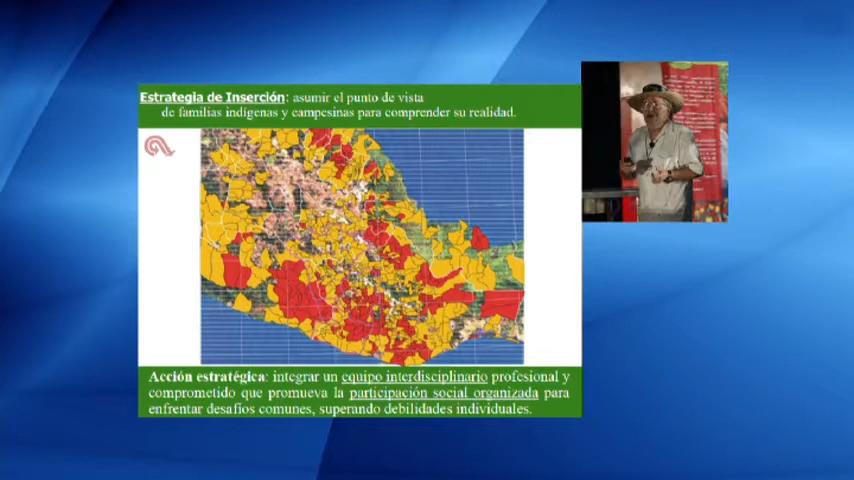 Estrategia de Inserción: asumir el punto de vista
de familias indígenas y campesinas para comprender su realidad.
Acción estratégica: integrar un equipo interdisciplinario profesional y
comprometido que promueva la participación social organizada para
enfrentar desafíos comunes, superando debilidades individuales.